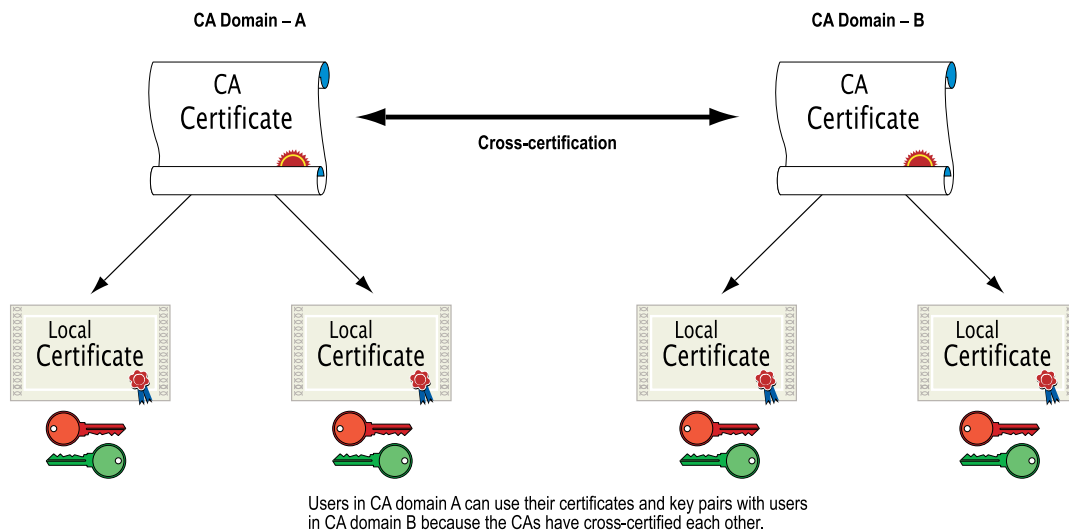 CA Domain – A
CA Domain – B
CA
Certificate
CA
Certificate
Cross-certification
Local
Certificate
Local
Certificate
Local
Certificate
Local
Certificate
Users in CA domain A can use their certificates and key pairs with users
in CA domain B because the CAs have cross-certified each other.